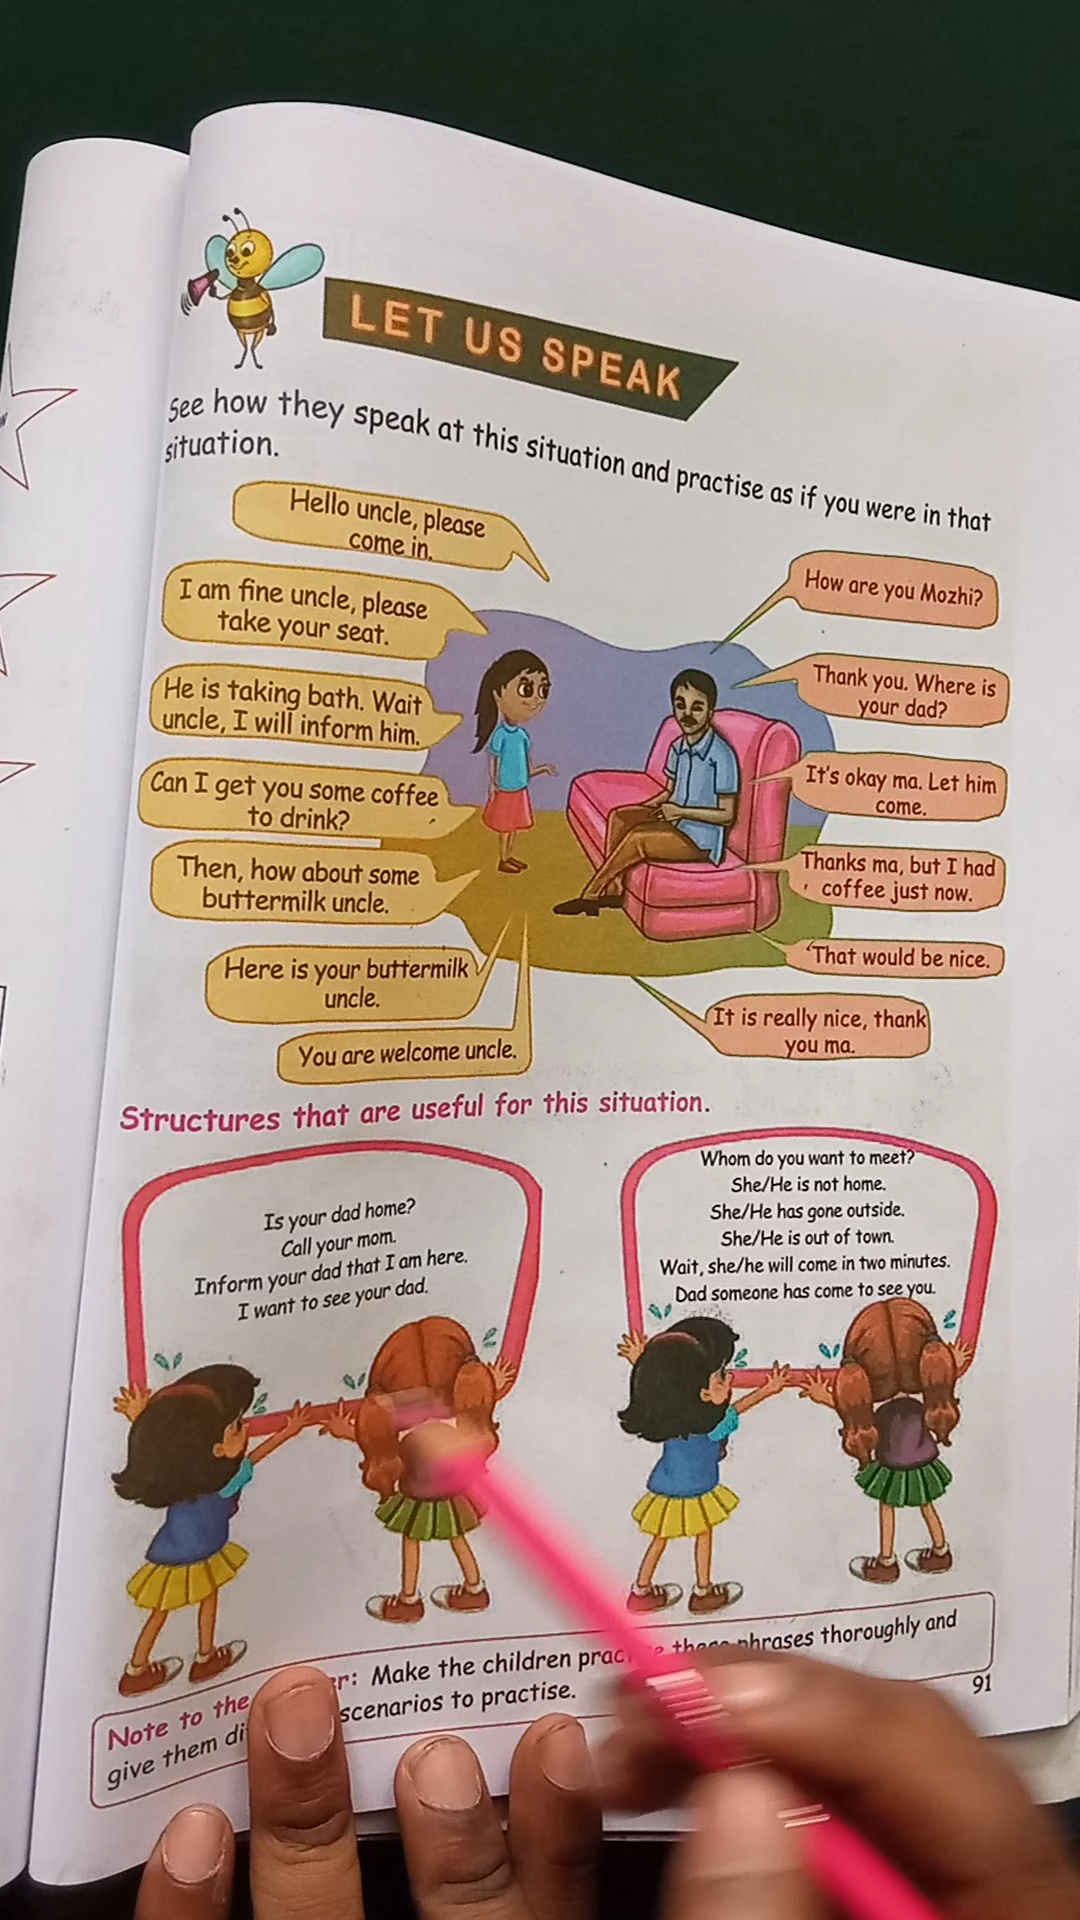 LET US SPEAK
See how they speak at this situation and practise as if you were in that
situation.
Hello uncle, please
come in.
How are you Mozhi?
I am fine uncle, please
take your seat.
Thank you. Where is
your dad?
He is taking bath. Wait
uncle, I will inform him.
It's okay ma. Let him
come.
Can I get you some coffee
to drink?
Thanks ma, but I had
coffee just now.
Then, how about some
buttermilk uncle.
'That would be nice.
Here is your buttermilk
uncle.
It is really nice, thank
you ma.
You are welcome uncle.
Structures that are useful for this situation.
Is your dad home?
Call your mom.
Inform your dad that I am here.
I want to see your dad.
Whom do you want to meet?
She/He is not home.
She/He has gone outside.
She/He is out of town.
Wait, she/he will come in two minutes.
Dad someone has come to see you.
Note to the Make the children phrases thoroughly and
give them scenarios to practise.
91